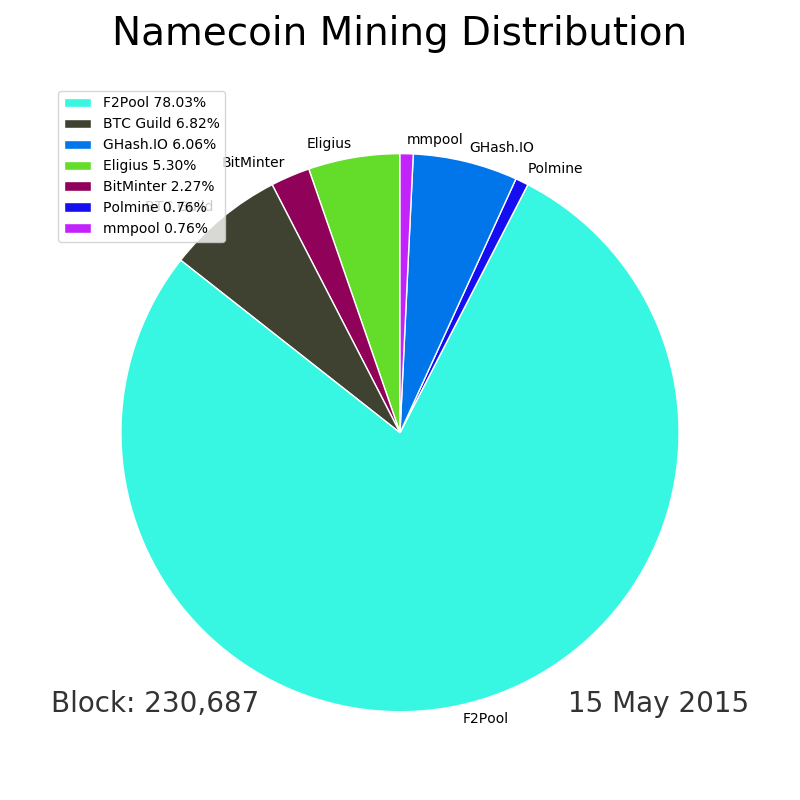 Namecoin Mining Distribution
F2Pool 78.03%
BTC Guild 6.82%
GHash.IO 6.06%
Eligius 5.30%
BitMinter 2.27%
Polmine 0.76%
mmpool 0.76%
BTC Guild
BitMinter
Eligius
mmpool
GHash.IO
Polmine
F2Pool
Block: 230,687
15 May 2015